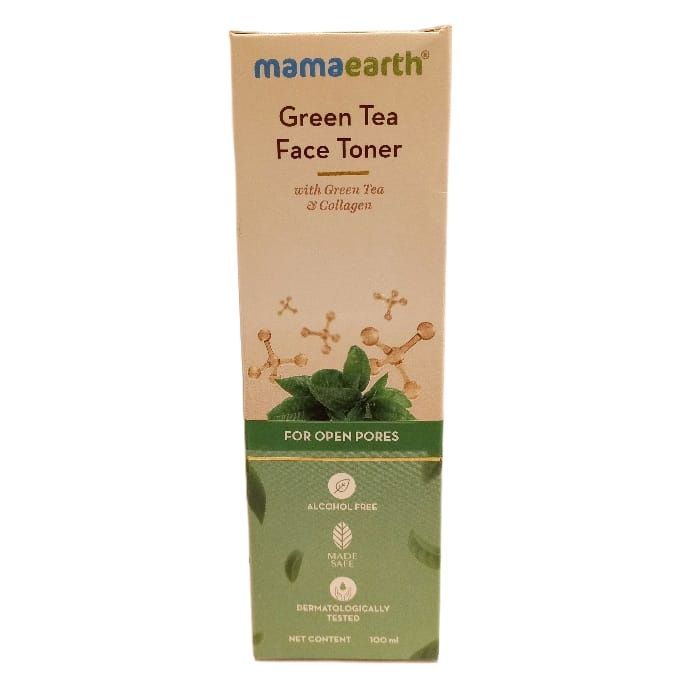 mamaearth®
Green Tea
Face Toner
with Green Tea
& Collagen
FOR OPEN PORES
ALCOHOL FREE
MADE
SAFE
DERMATOLOGICALLY
TESTED
NET CONTENT 100 ml